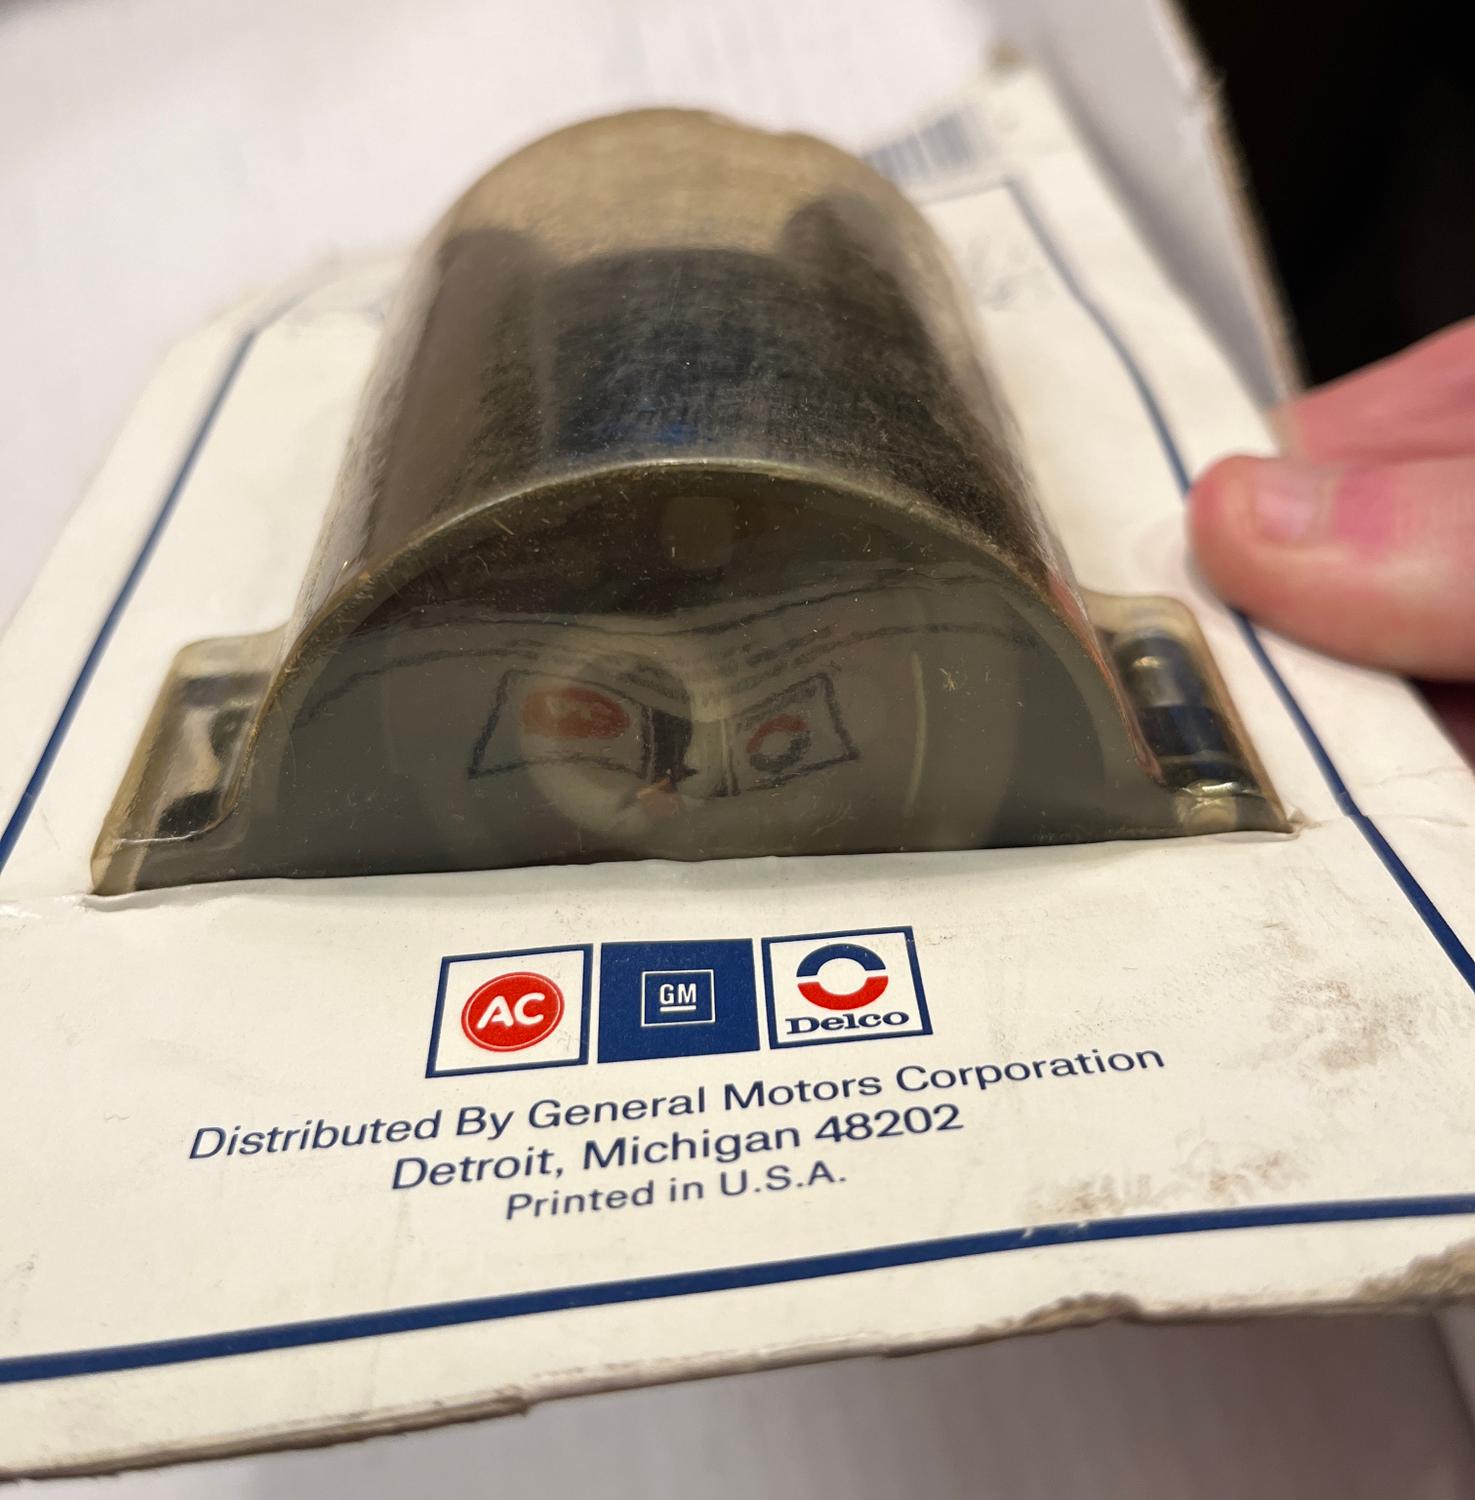 AC
GM
Delco
Distributed By General Motors Corporation
Detroit, Michigan 48202
Printed in U.S.A.